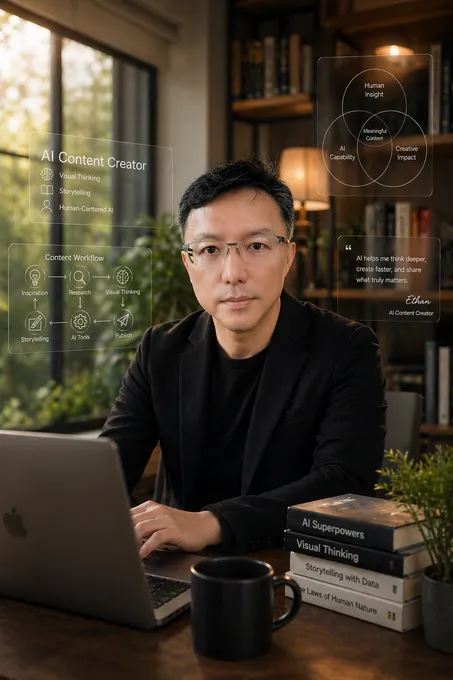 AI Content Creator
Visual Thinking
Storytelling
Human-Centered AI
Content Workflow
Inspiration
Research
Visual Thinking
Storytelling
AI Tools
Publish
Human
Insight
AI
Capability
Meaningful
Content
Creative
Impact
“
AI helps me think deeper,
create faster, and share
what truly matters.
Ethan
AI Content Creator
AI Superpowers
Visual Thinking
Storytelling with Data
he Laws of Human Nature